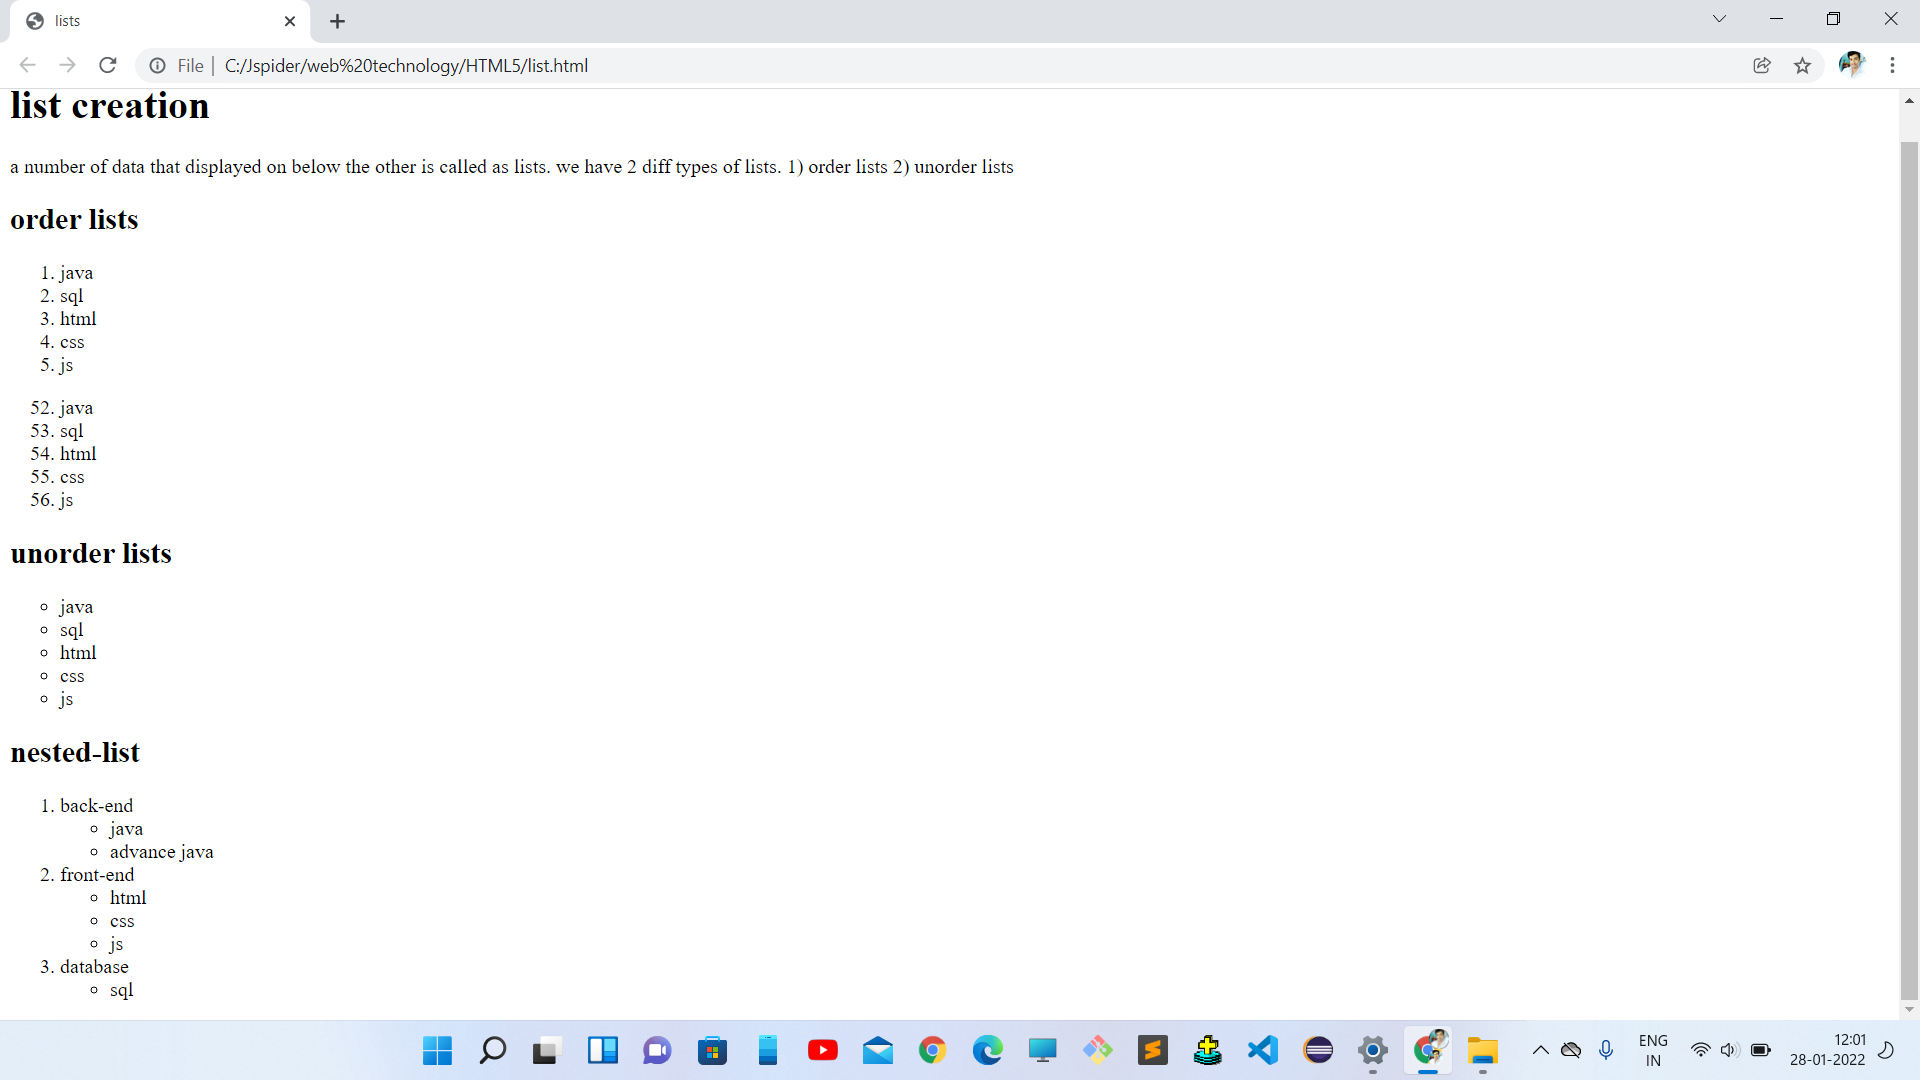 lists
File | C:/Jspider/web%20technology/HTML5/list.html
list creation
a number of data that displayed on below the other is called as lists. we have 2 diff types of lists. 1) order lists 2) unorder lists
order lists
1. java
2. sql
3. html
4. css
5. js
52. java
53. sql
54. html
55. css
56. js
unorder lists
java
sql
html
css
js
nested-list
1. back-end
java
advance java
2. front-end
html
css
js
3. database
sql
ENG
IN
12:01
28-01-2022